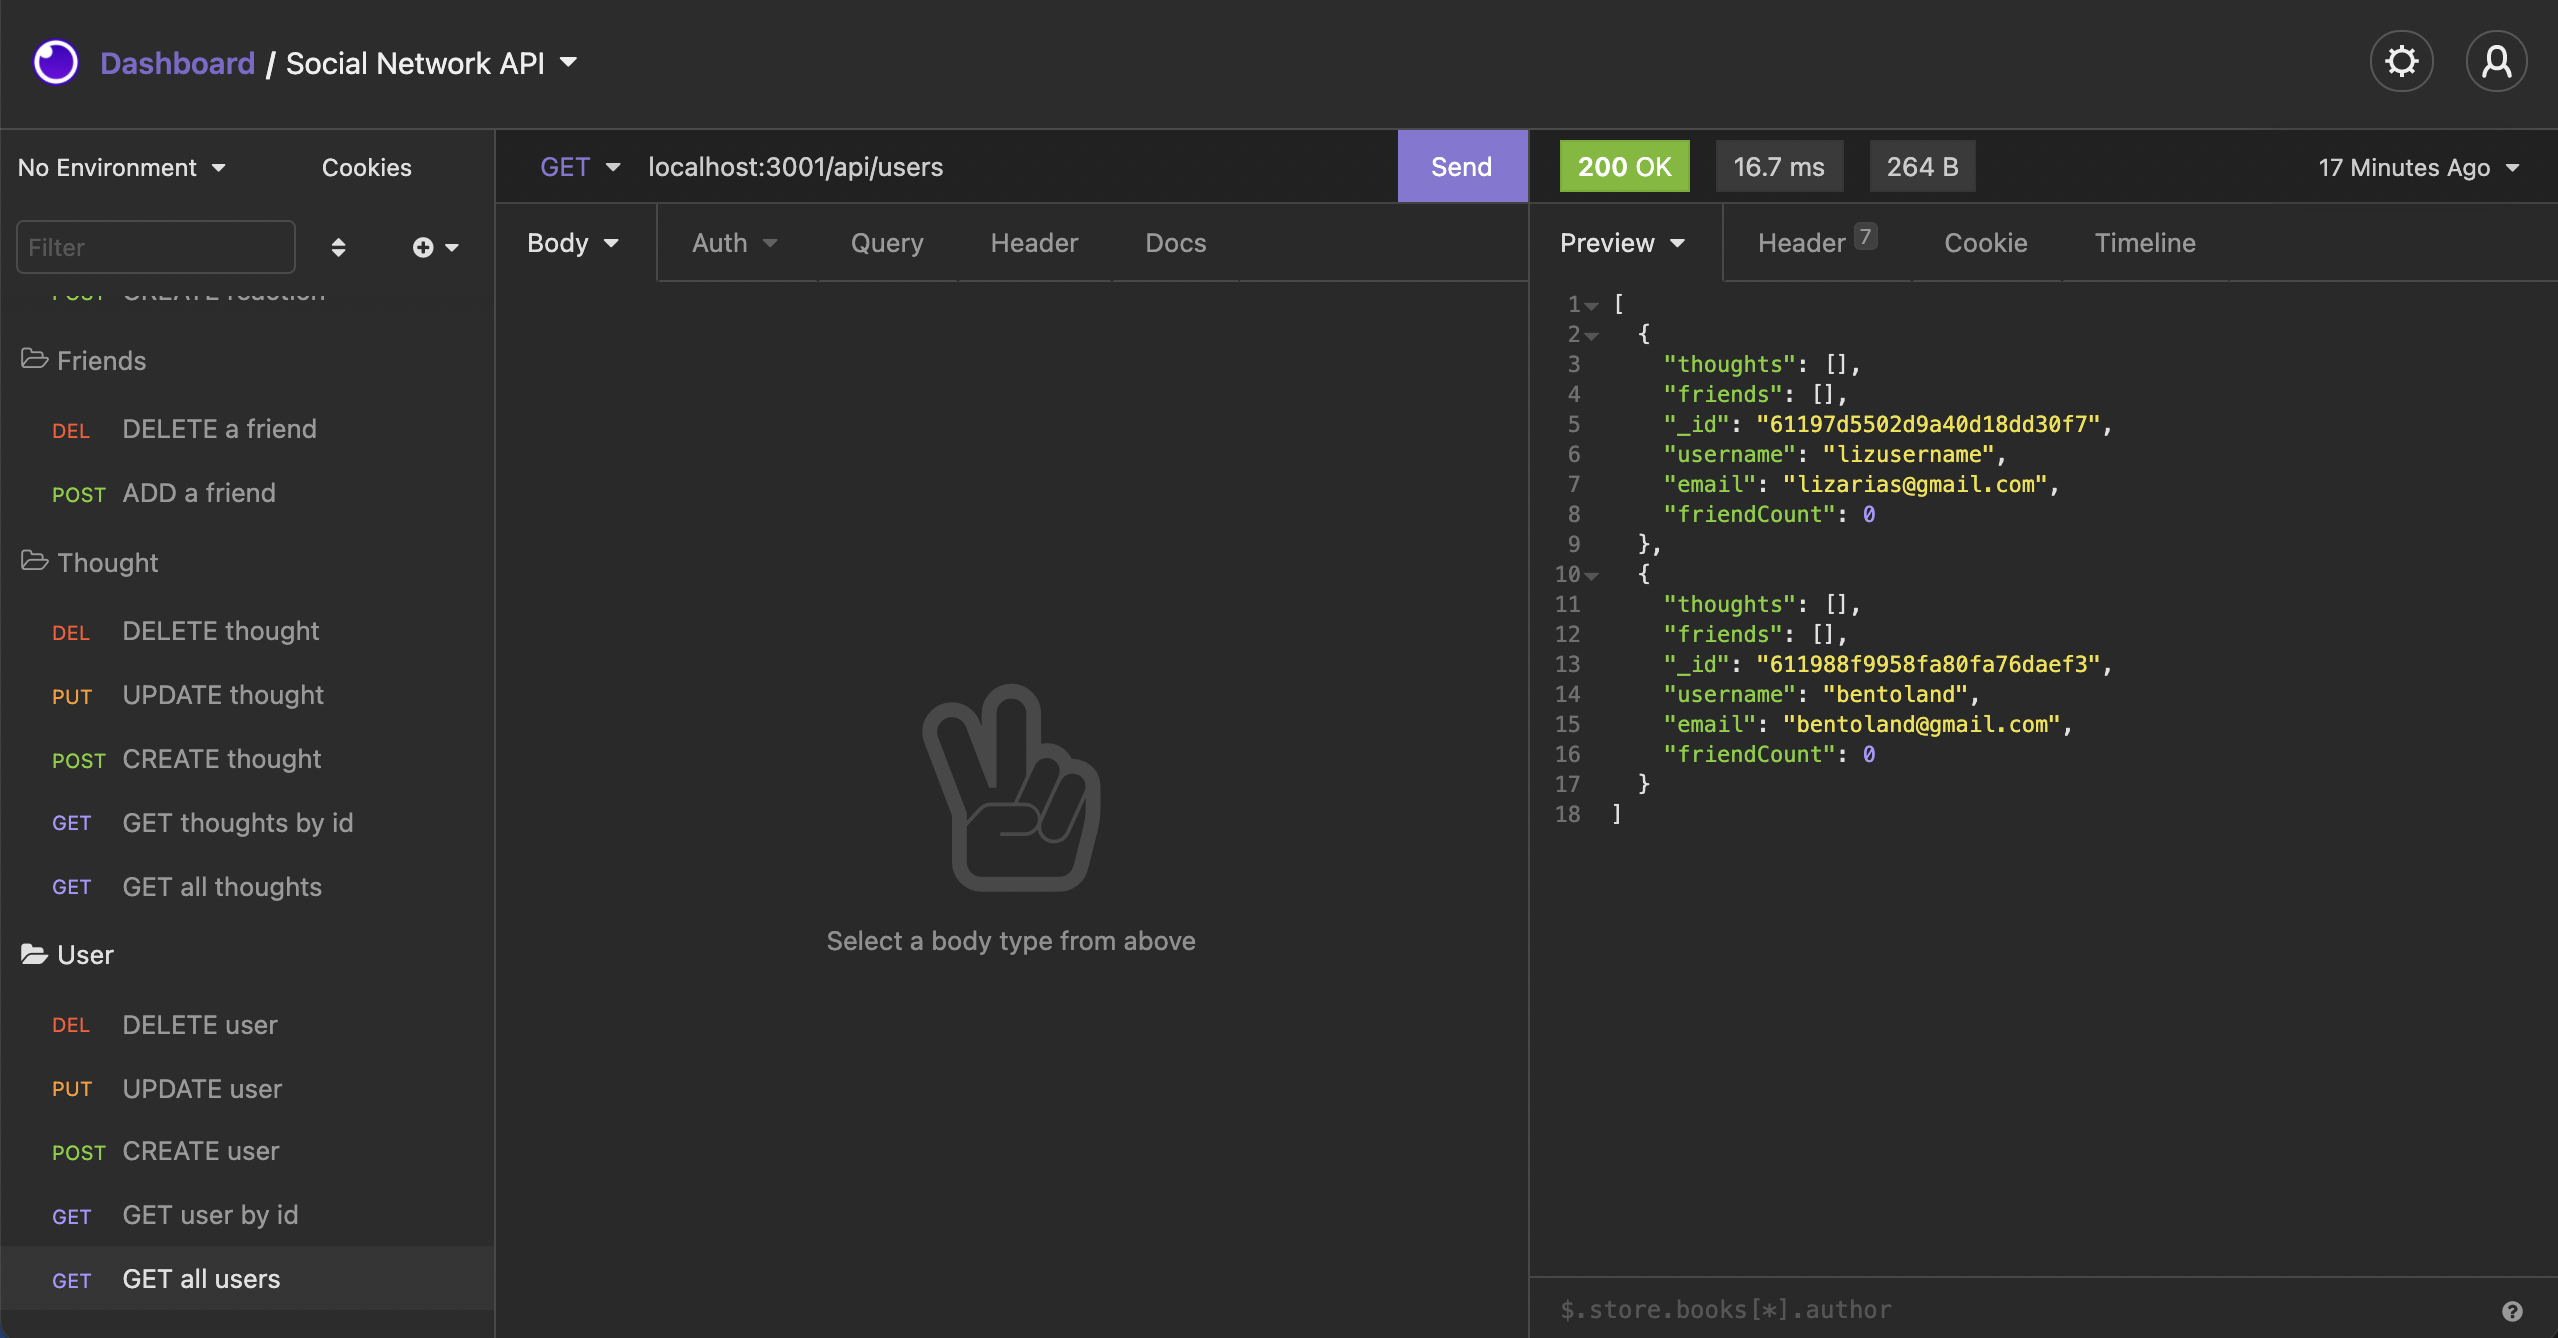 Dashboard / Social Network API
No Environment
Cookies
Filter
POST CREATE reaction
Friends
DEL DELETE a friend
POST ADD a friend
Thought
DEL DELETE thought
PUT UPDATE thought
POST CREATE thought
GET GET thoughts by id
GET GET all thoughts
User
DEL DELETE user
PUT UPDATE user
POST CREATE user
GET GET user by id
GET GET all users
GET localhost:3001/api/users Send
Body Auth Query Header Docs
Select a body type from above
200 OK 16.7 ms 264 B 17 Minutes Ago
Preview Header 7 Cookie Timeline
1 [
2 {
3 "thoughts": [],
4 "friends": [],
5 "_id": "61197d5502d9a40d18dd30f7",
6 "username": "lizusername",
7 "email": "lizarias@gmail.com",
8 "friendCount": 0
9 },
10 {
11 "thoughts": [],
12 "friends": [],
13 "_id": "611988f9958fa80fa76daef3",
14 "username": "bentoland",
15 "email": "bentoland@gmail.com",
16 "friendCount": 0
17 }
18 ]
$.store.books[*].author